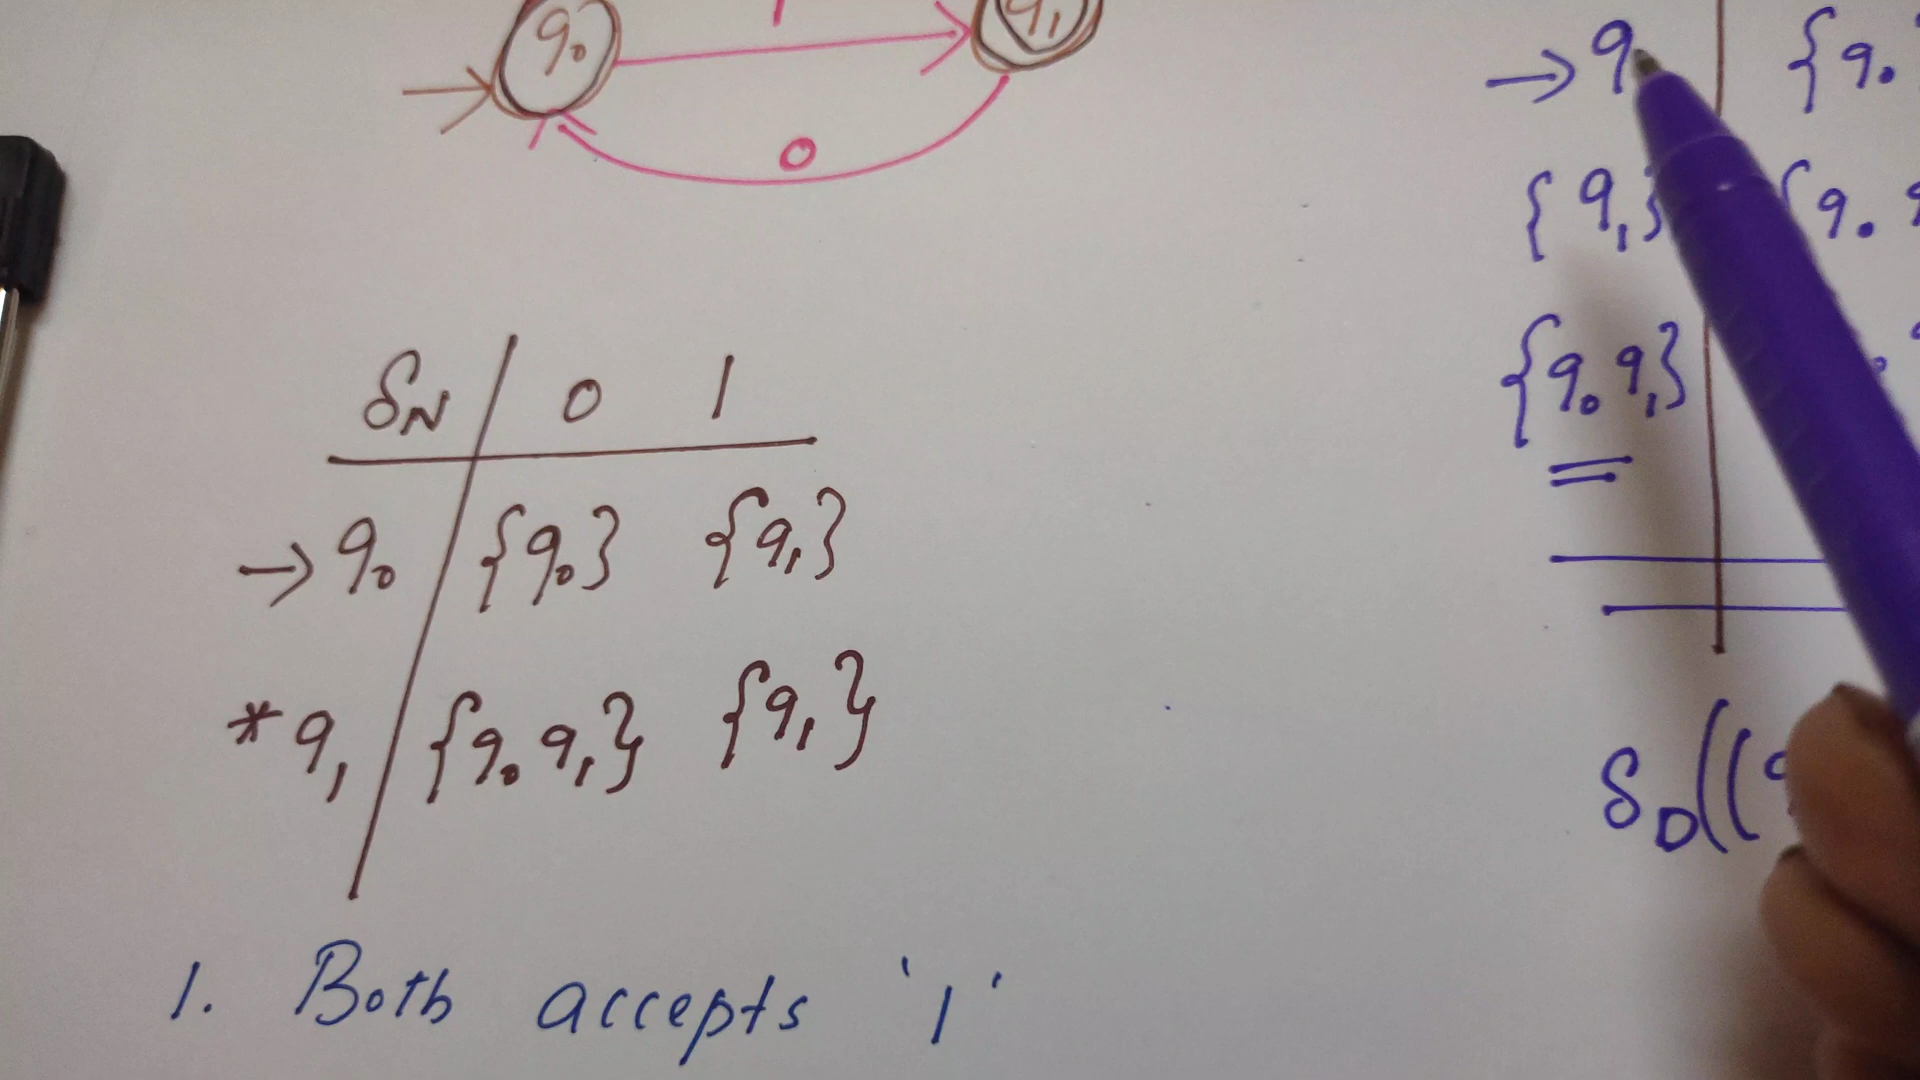 q₀ 1 q₁
0
δN 0 1
→q₀ {q₀} {q₁}
*q₁ {q₀ q₁} {q₁}
1. Both accepts '1'
→q {q₀
{q₁} {q₀
{q₀ q₁}
δD((